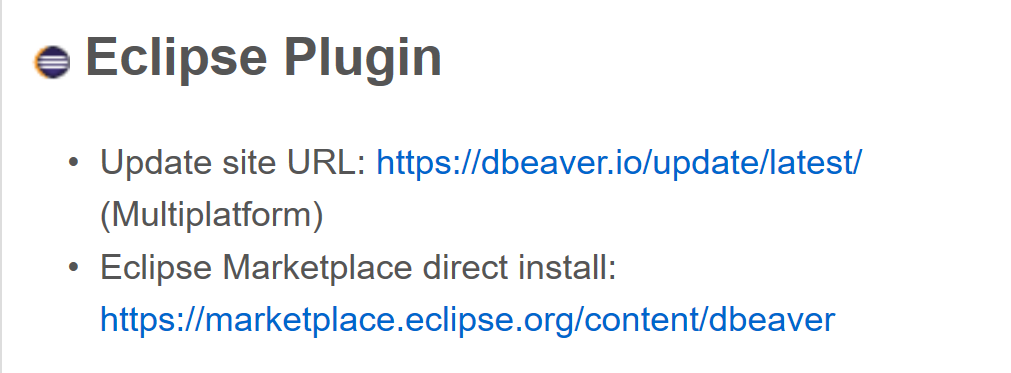 Eclipse Plugin
• Update site URL: https://dbeaver.io/update/latest/
(Multiplatform)
• Eclipse Marketplace direct install:
https://marketplace.eclipse.org/content/dbeaver